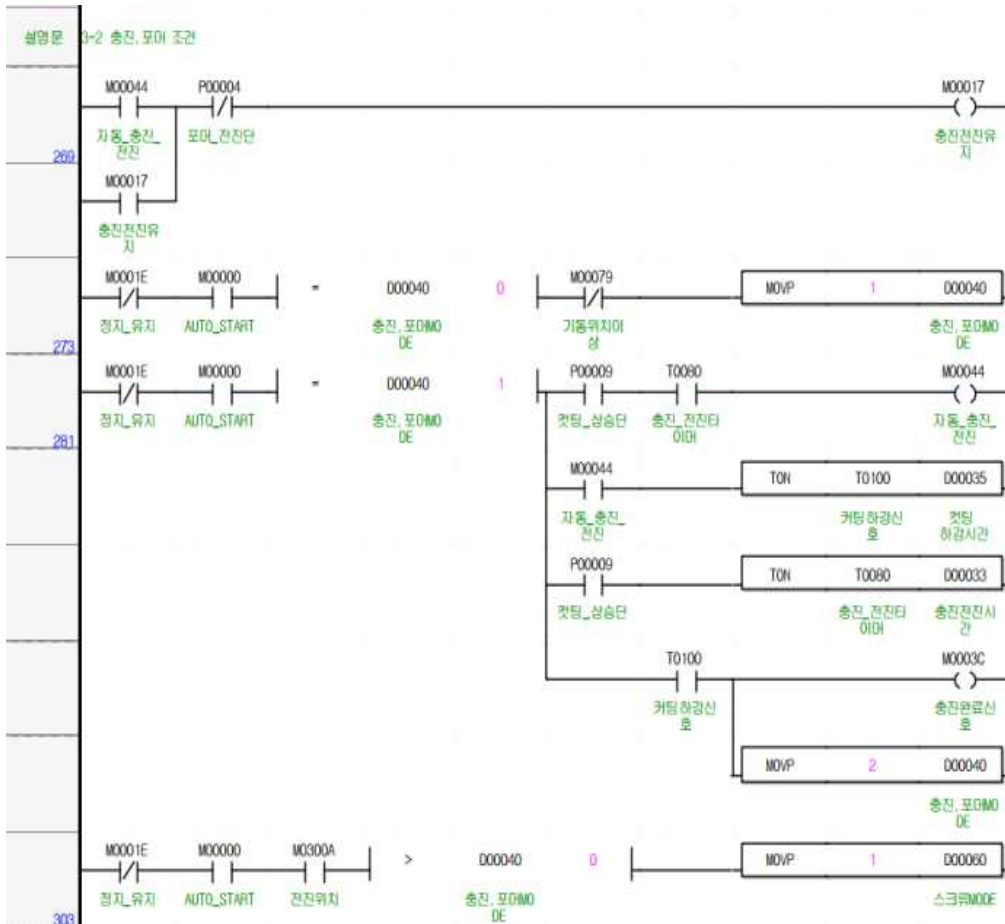 설명문 3-2 충진,포머 조건
M00044 P00004 M00017
자동_충진_전진 포머_전진단 충진전진유지
269
M00017
충진전진유지
M0001E M00000 = D00040 0 M00079 MOVP 1 D00040
정지_유지 AUTO_START 충진,포머MODE 기동위치이상 충진,포머MODE
273
M0001E M00000 = D00040 1 P00009 T0080 M00044
정지_유지 AUTO_START 충진,포머MODE 컷팅_상승단 충진_전진타이머 자동_충진_전진
281
M00044 TON T0100 D00035
자동_충진_전진 커팅하강신호 컷팅 하강시간
P00009 TON T0080 D00033
컷팅_상승단 충진_전진타이머 충진전진시간
T0100 M0003C
커팅하강신호 충진완료신호
MOVP 2 D00040
충진,포머MODE
M0001E M00000 M0300A > D00040 0 MOVP 1 D00060
정지_유지 AUTO_START 전진위치 충진,포머MODE 스크류MODE
303